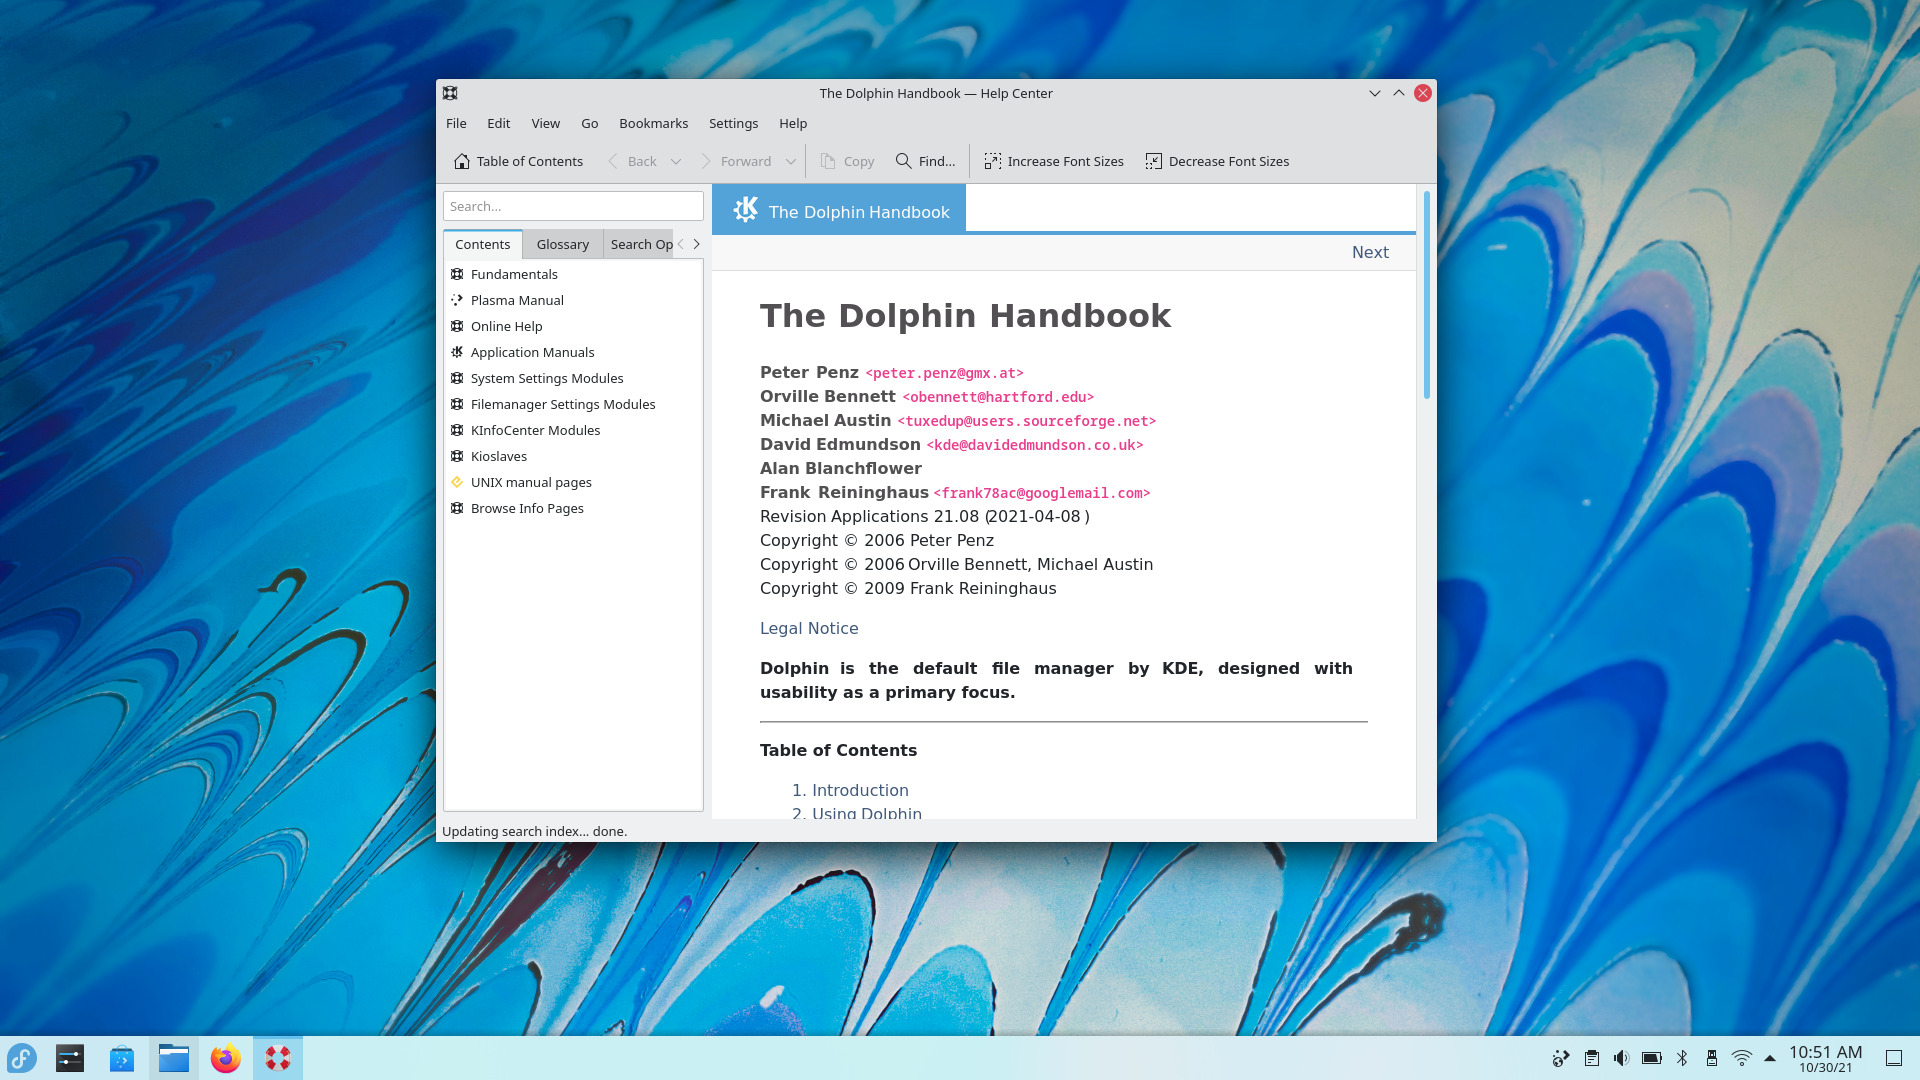 The Dolphin Handbook — Help Center
File Edit View Go Bookmarks Settings Help
Table of Contents Back Forward Copy Find... Increase Font Sizes Decrease Font Sizes
Search...
Contents Glossary Search Op
Fundamentals
Plasma Manual
Online Help
Application Manuals
System Settings Modules
Filemanager Settings Modules
KInfoCenter Modules
Kioslaves
UNIX manual pages
Browse Info Pages
The Dolphin Handbook
Next
The Dolphin Handbook
Peter Penz <peter.penz@gmx.at>
Orville Bennett <obennett@hartford.edu>
Michael Austin <tuxedup@users.sourceforge.net>
David Edmundson <kde@davidedmundson.co.uk>
Alan Blanchflower
Frank Reininghaus <frank78ac@googlemail.com>
Revision Applications 21.08 (2021-04-08 )
Copyright © 2006 Peter Penz
Copyright © 2006 Orville Bennett, Michael Austin
Copyright © 2009 Frank Reininghaus
Legal Notice
Dolphin is the default file manager by KDE, designed with
usability as a primary focus.
Table of Contents
1. Introduction
2. Using Dolphin
Updating search index... done.
10:51 AM
10/30/21